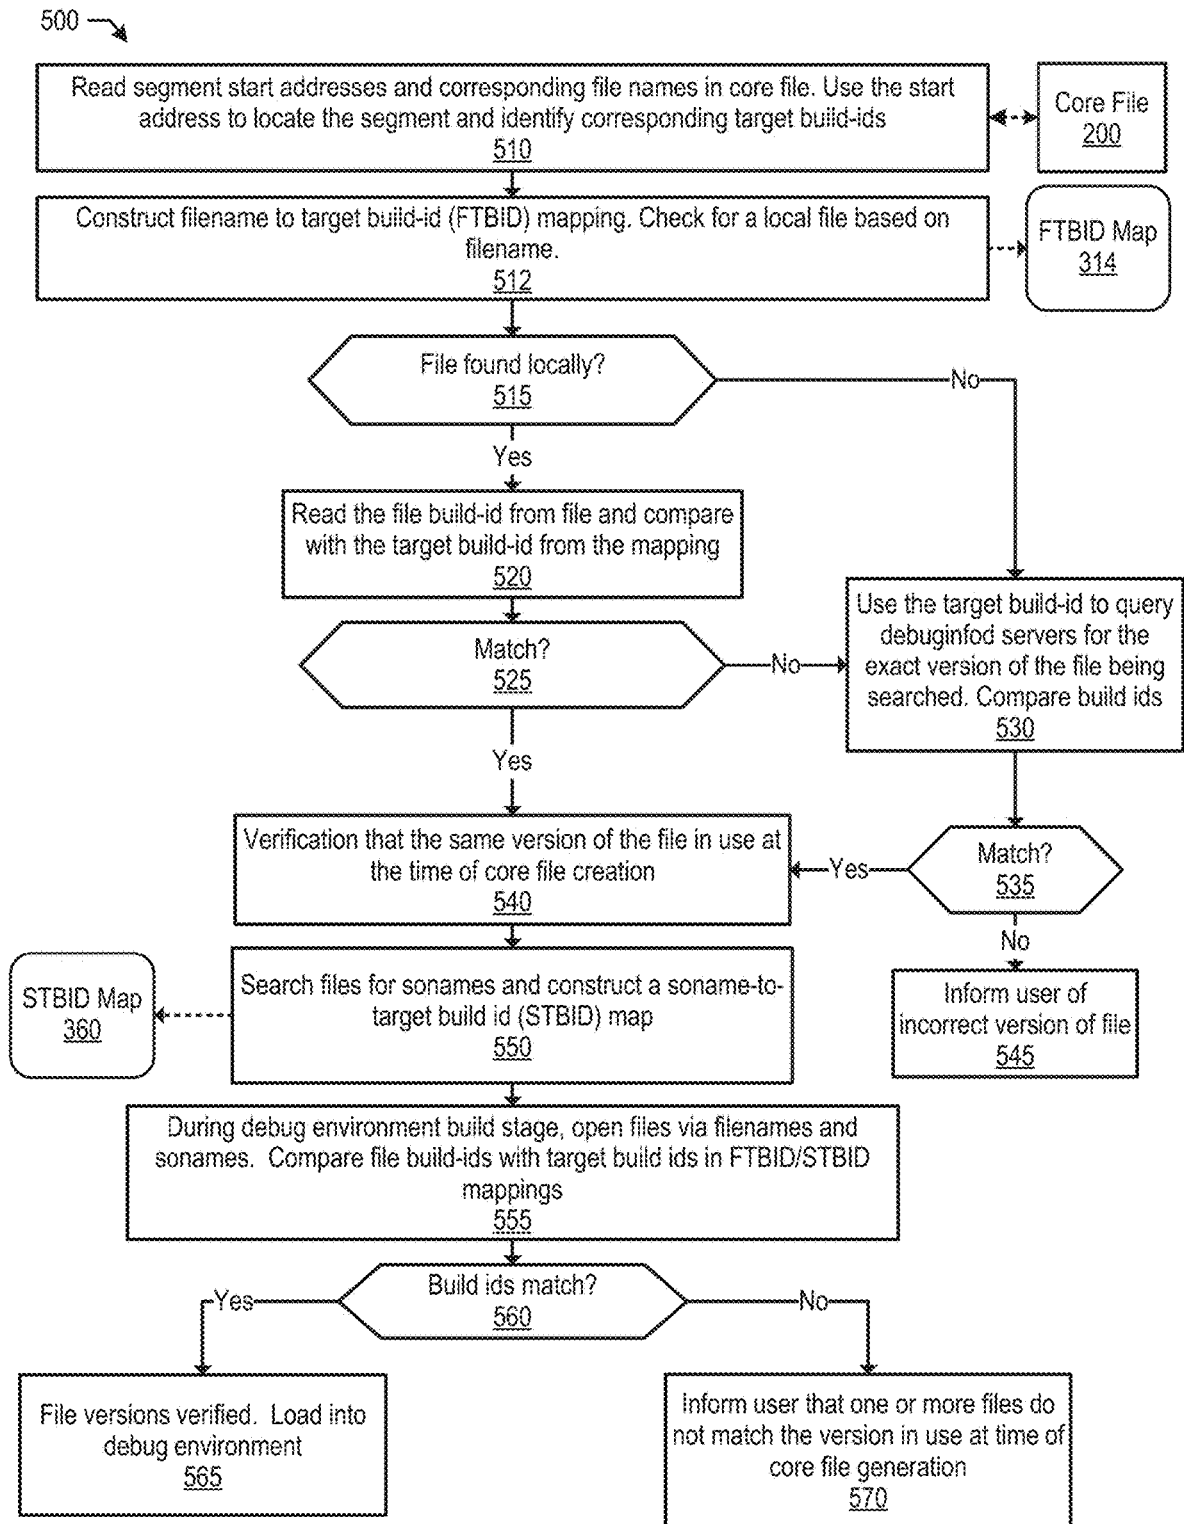 500
Read segment start addresses and corresponding file names in core file. Use the start
address to locate the segment and identify corresponding target build-ids
510
Core File
200
Construct filename to target build-id (FTBID) mapping. Check for a local file based on
filename.
512
FTBID Map
314
File found locally?
515
No
Yes
Read the file build-id from file and compare
with the target build-id from the mapping
520
Use the target build-id to query
debuginfod servers for the
exact version of the file being
searched. Compare build ids
530
Match?
525
No
Yes
Verification that the same version of the file in use at
the time of core file creation
540
Yes
Match?
535
No
Inform user of
incorrect version of file
545
Search files for sonames and construct a soname-to-
target build id (STBID) map
550
STBID Map
360
During debug environment build stage, open files via filenames and
sonames. Compare file build-ids with target build ids in FTBID/STBID
mappings
555
Build ids match?
560
Yes
No
File versions verified. Load into
debug environment
565
Inform user that one or more files do
not match the version in use at time of
core file generation
570